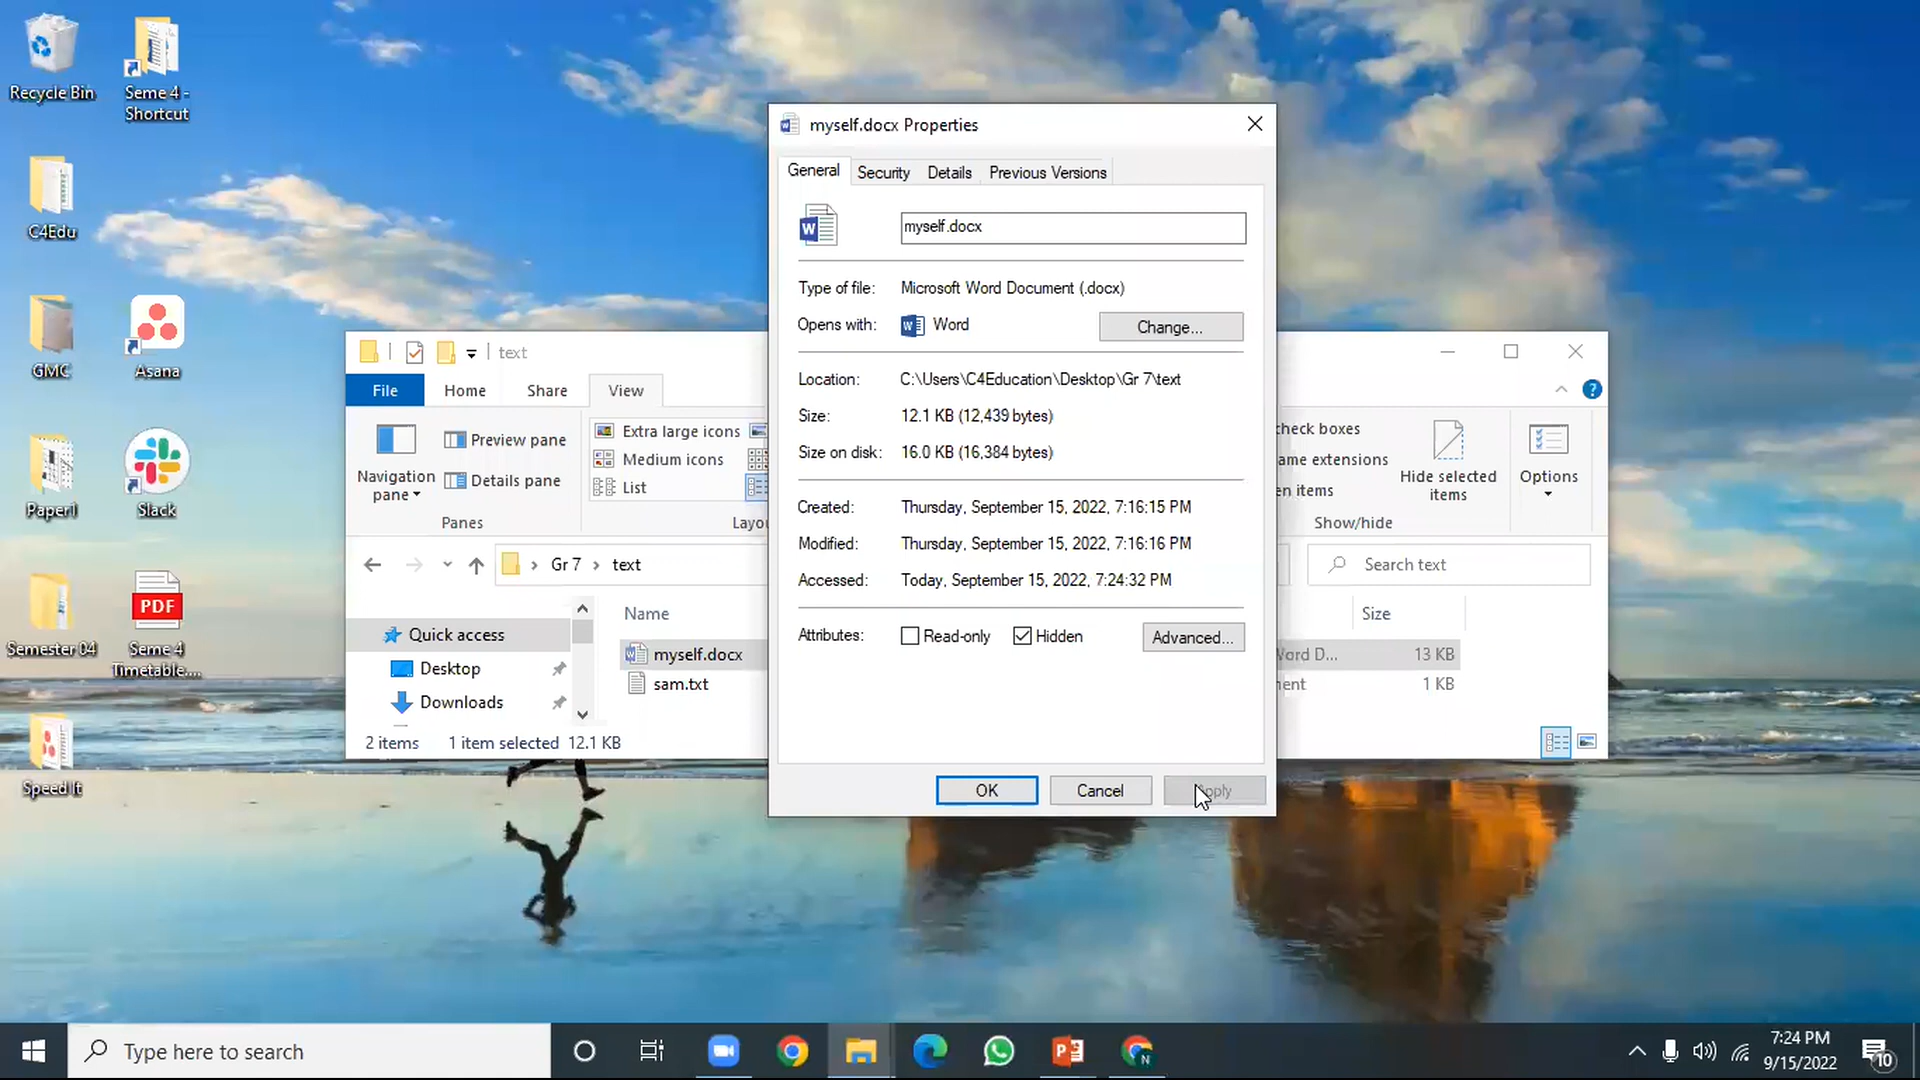 Recycle Bin
Seme 4 -
Shortcut
C4Edu
GMC
Asana
Paper1
Slack
Semester 04
Seme 4
Timetable....
PDF
Speed It
myself.docx Properties
General
Security
Details
Previous Versions
myself.docx
Type of file: Microsoft Word Document (.docx)
Opens with: Word
Change...
Location: C:\Users\C4Education\Desktop\Gr 7\text
Size: 12.1 KB (12,439 bytes)
Size on disk: 16.0 KB (16,384 bytes)
Created: Thursday, September 15, 2022, 7:16:15 PM
Modified: Thursday, September 15, 2022, 7:16:16 PM
Accessed: Today, September 15, 2022, 7:24:32 PM
Attributes: Read-only Hidden
Advanced...
OK
Cancel
text
File
Home
Share
View
Navigation
pane
Preview pane
Details pane
Panes
Extra large icons
Medium icons
List
check boxes
extensions
items
Hide selected
items
Show/hide
Options
Gr 7 › text
Search text
Quick access
Desktop
Downloads
Name
Size
myself.docx
Word D... 13 KB
sam.txt
1 KB
2 items 1 item selected 12.1 KB
Type here to search
7:24 PM
9/15/2022
10